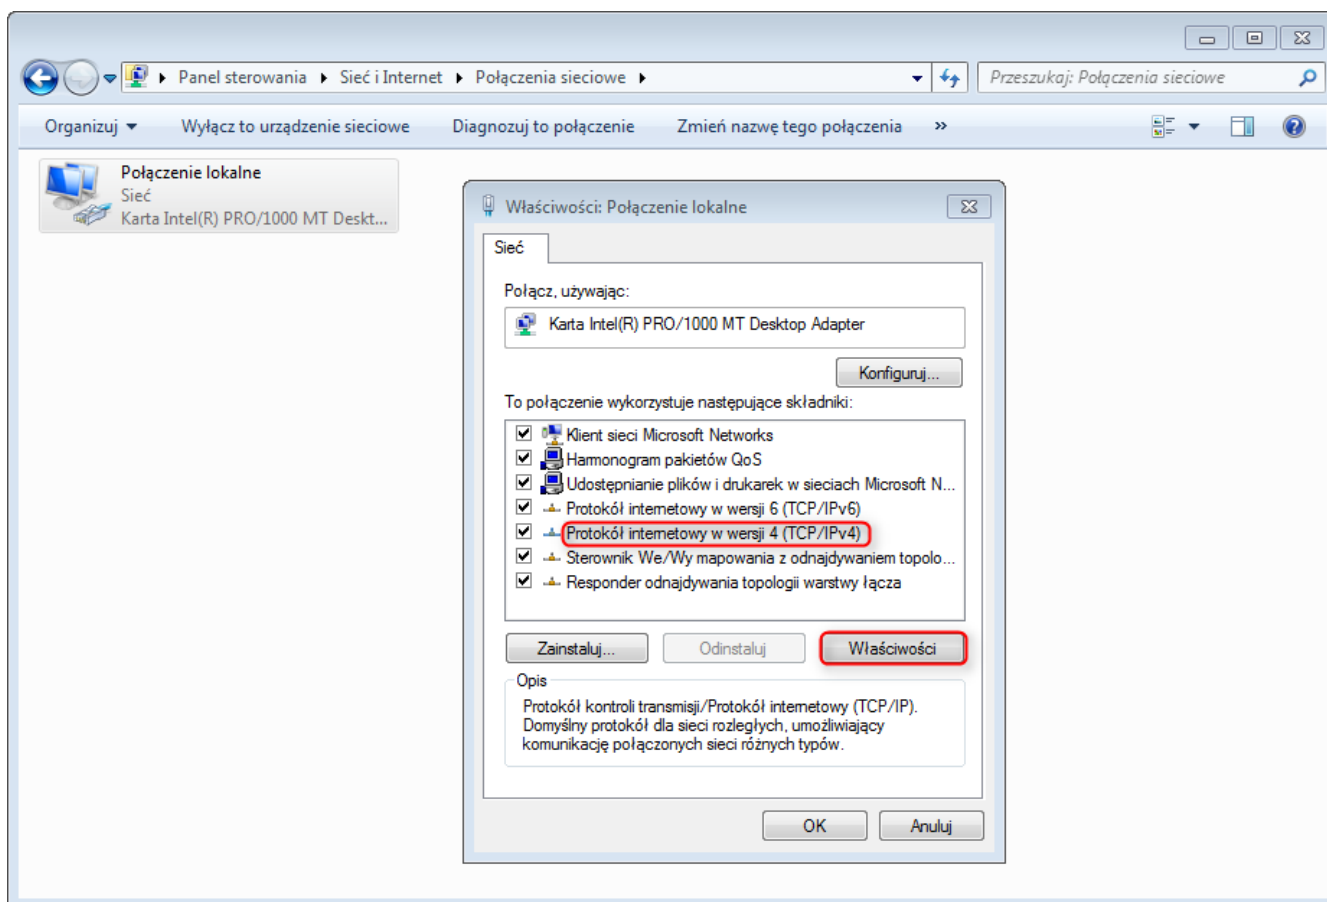 Panel sterowania Sieć i Internet Połączenia sieciowe
Przeszukaj: Połączenia sieciowe
Organizuj Wyłącz to urządzenie sieciowe Diagnozuj to połączenie Zmień nazwę tego połączenia »
Połączenie lokalne
Sieć
Karta Intel(R) PRO/1000 MT Deskt...
Właściwości: Połączenie lokalne
Sieć
Połącz, używając:
Karta Intel(R) PRO/1000 MT Desktop Adapter
Konfiguruj...
To połączenie wykorzystuje następujące składniki:
Klient sieci Microsoft Networks
Harmonogram pakietów QoS
Udostępnianie plików i drukarek w sieciach Microsoft N...
Protokół internetowy w wersji 6 (TCP/IPv6)
Protokół internetowy w wersji 4 (TCP/IPv4)
Sterownik We/Wy mapowania z odnajdywaniem topolo...
Responder odnajdywania topologii warstwy łącza
Zainstaluj... Odinstaluj Właściwości
Opis
Protokół kontroli transmisji/Protokół internetowy (TCP/IP).
Domyślny protokół dla sieci rozległych, umożliwiający
komunikację połączonych sieci różnych typów.
OK Anuluj